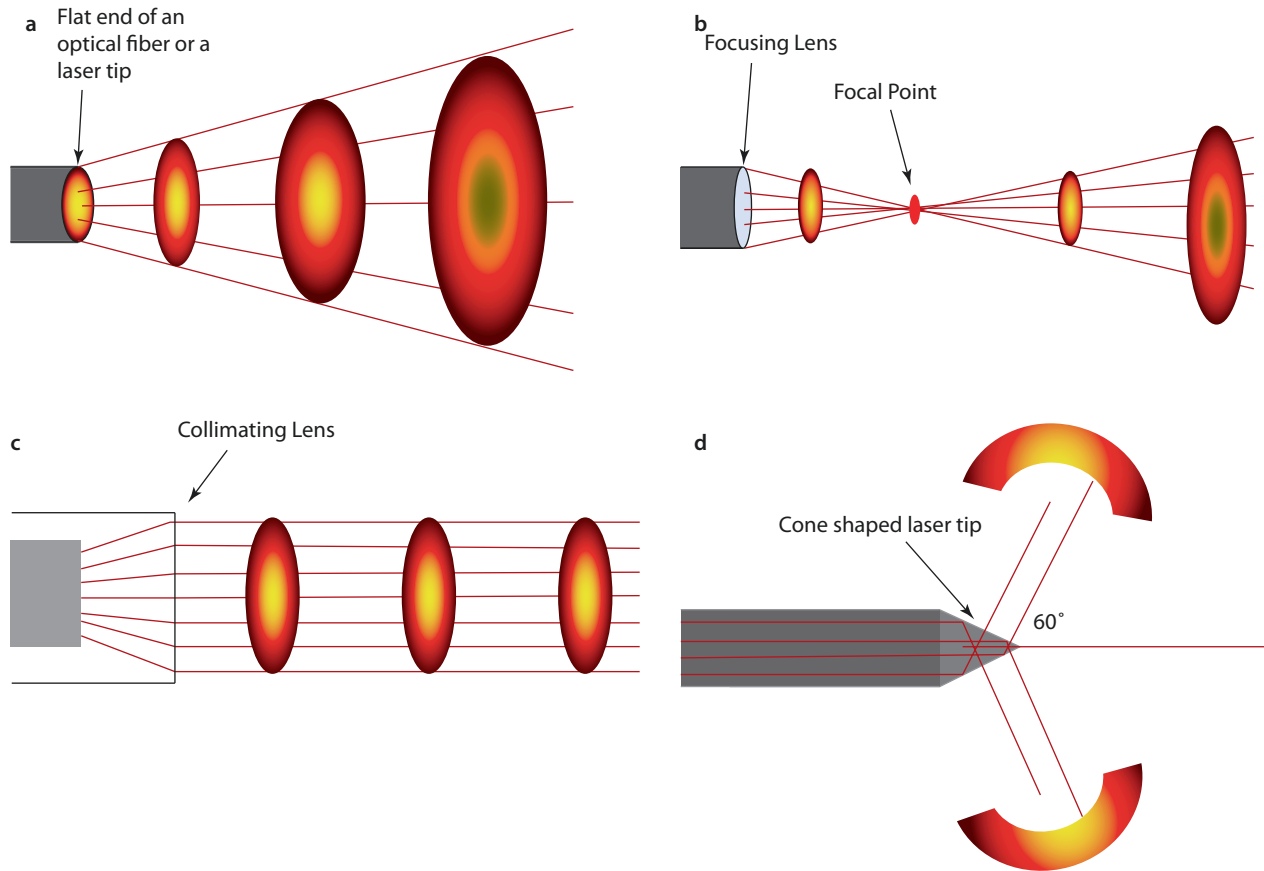 a
Flat end of an
optical fiber or a
laser tip
b
Focusing Lens
Focal Point
c
Collimating Lens
d
Cone shaped laser tip
60˚